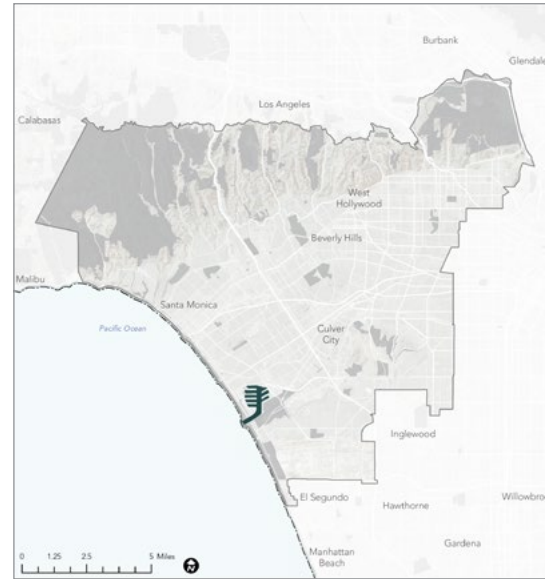 Burbank
Glendale
Calabasas
Los Angeles
West
Hollywood
Beverly Hills
Malibu
Santa Monica
Pacific Ocean
Culver
City
Inglewood
El Segundo
Hawthorne
Willowbro
Gardena
Manhattan
Beach
0 1.25 2.5 5 Miles
N